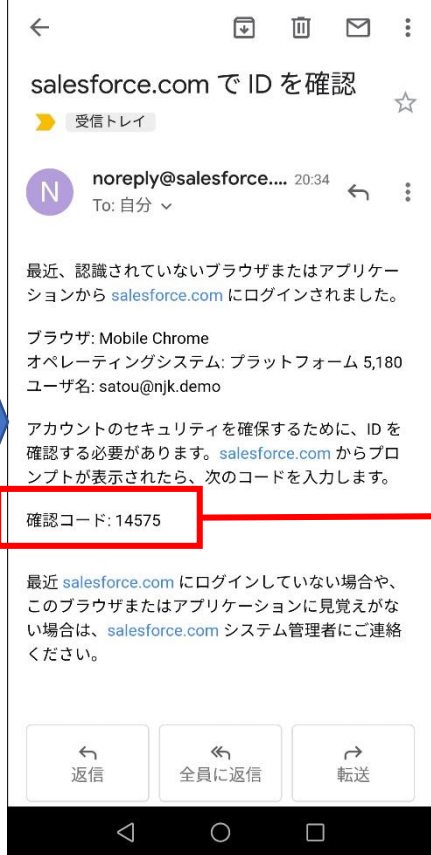 salesforce.com で ID を確認
受信トレイ
N
noreply@salesforce.... 20:34
To: 自分
最近、認識されていないブラウザまたはアプリケー
ションから salesforce.com にログインされました。
ブラウザ: Mobile Chrome
オペレーティングシステム: プラットフォーム 5,180
ユーザ名: satou@njk.demo
アカウントのセキュリティを確保するために、ID を
確認する必要があります。salesforce.com からプロ
ンプトが表示されたら、次のコードを入力します。
確認コード: 14575
最近 salesforce.com にログインしていない場合や、
このブラウザまたはアプリケーションに見覚えがな
い場合は、salesforce.com システム管理者にご連絡
ください。
返信
全員に返信
転送